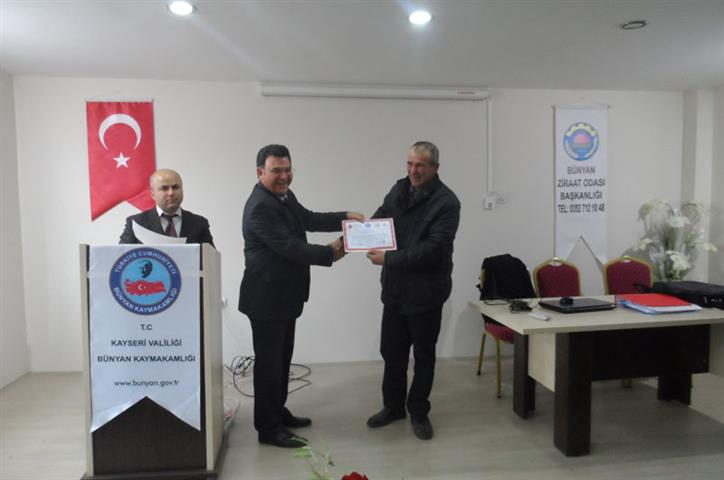 TÜRKİYE CUMHURİYETİ
BÜNYAN KAYMAKAMLIĞI
T.C
KAYSERİ VALİLİĞİ
BÜNYAN KAYMAKAMLIĞI
www.bunyan.gov.tr
BÜNYAN
ZİRAAT ODASI
BAŞKANLIĞI
TEL:0352 712 10 48